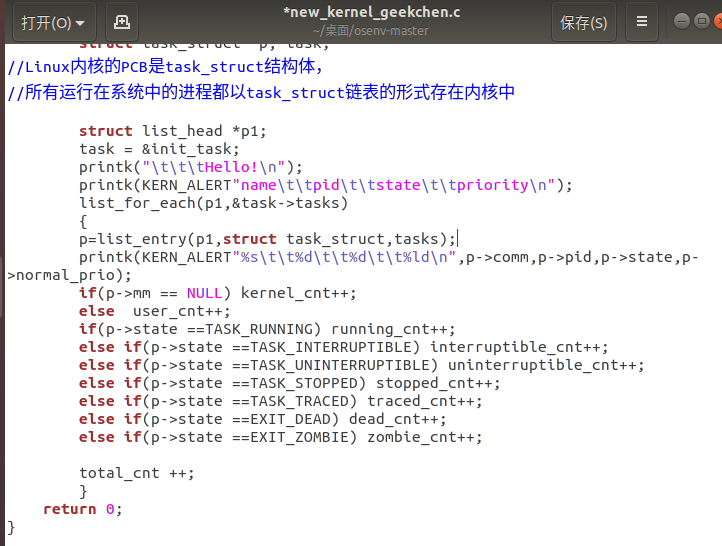 打开(O)
*new_kernel_geekchen.c
~/桌面/osenv-master
保存(S)
struct task_struct *p, task;
//Linux内核的PCB是task_struct结构体，
//所有运行在系统中的进程都以task_struct链表的形式存在内核中
struct list_head *p1;
task = &init_task;
printk("\t\t\tHello!\n");
printk(KERN_ALERT"name\t\tpid\t\tstate\t\tpriority\n");
list_for_each(p1,&task->tasks)
{
p=list_entry(p1,struct task_struct,tasks);
printk(KERN_ALERT"%s\t\t%d\t\t%d\t\t%ld\n",p->comm,p->pid,p->state,p-
>normal_prio);
if(p->mm == NULL) kernel_cnt++;
else  user_cnt++;
if(p->state ==TASK_RUNNING) running_cnt++;
else if(p->state ==TASK_INTERRUPTIBLE) interruptible_cnt++;
else if(p->state ==TASK_UNINTERRUPTIBLE) uninterruptible_cnt++;
else if(p->state ==TASK_STOPPED) stopped_cnt++;
else if(p->state ==TASK_TRACED) traced_cnt++;
else if(p->state ==EXIT_DEAD) dead_cnt++;
else if(p->state ==EXIT_ZOMBIE) zombie_cnt++;
total_cnt ++;
}
return 0;
}